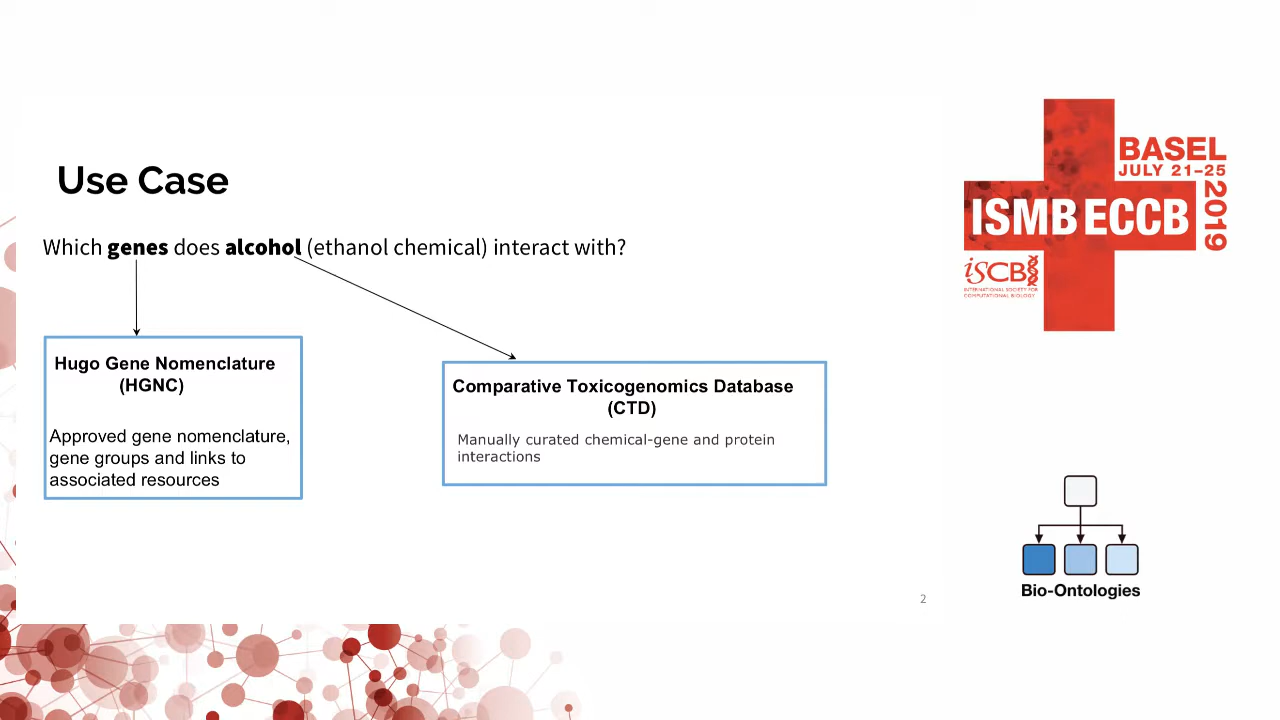 Use Case
Which genes does alcohol (ethanol chemical) interact with?
Hugo Gene Nomenclature
(HGNC)
Approved gene nomenclature,
gene groups and links to
associated resources
Comparative Toxicogenomics Database
(CTD)
Manually curated chemical-gene and protein
interactions
2
BASEL
JULY 21–25
2019
ISMB ECCB
iSCB
INTERNATIONAL SOCIETY FOR
COMPUTATIONAL BIOLOGY
Bio-Ontologies